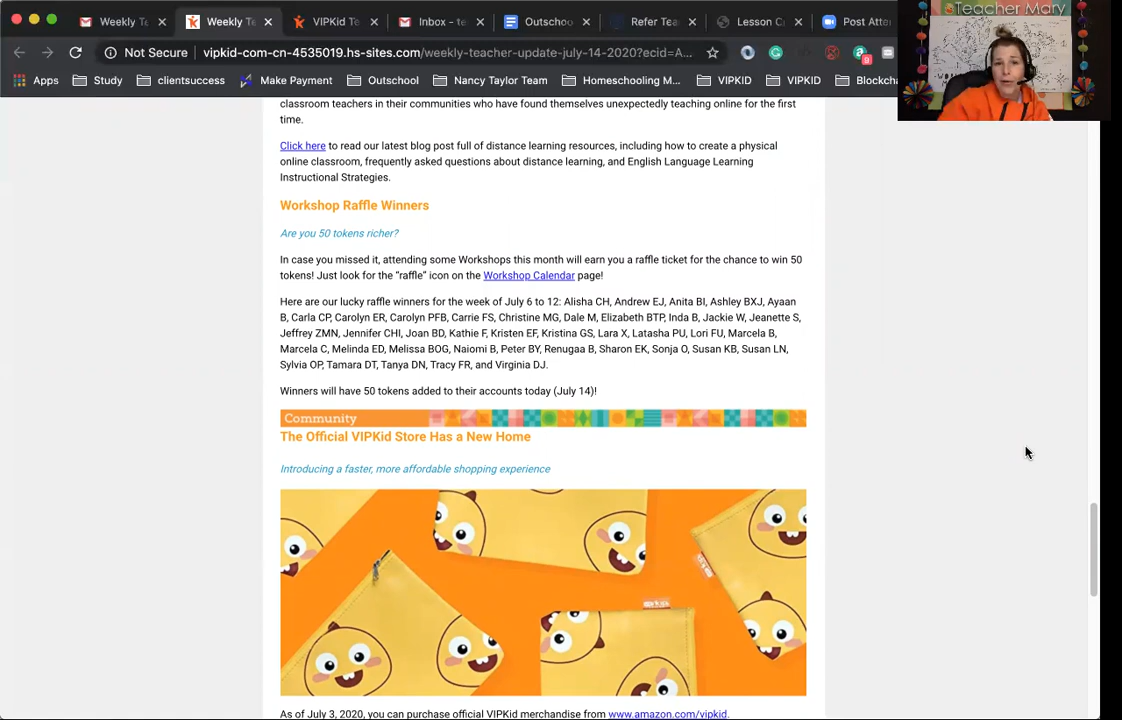 Weekly Te
Weekly Te
VIPKid Te
Inbox - te
Outschoo
Refer Tea
Lesson C
Post Atte
Not Secure
vipkid-com-cn-4535019.hs-sites.com/weekly-teacher-update-july-14-2020?ecid=A...
9
Apps
Study
clientsuccess
Make Payment
Outschool
Nancy Taylor Team
Homeschooling M...
VIPKID
VIPKID
Blockcha
Teacher Mary
classroom teachers in their communities who have found themselves unexpectedly teaching online for the first
time.
Click here to read our latest blog post full of distance learning resources, including how to create a physical
online classroom, frequently asked questions about distance learning, and English Language Learning
Instructional Strategies.
Workshop Raffle Winners
Are you 50 tokens richer?
In case you missed it, attending some Workshops this month will earn you a raffle ticket for the chance to win 50
tokens! Just look for the “raffle” icon on the Workshop Calendar page!
Here are our lucky raffle winners for the week of July 6 to 12: Alisha CH, Andrew EJ, Anita BI, Ashley BXJ, Ayaan
B, Carla CP, Carolyn ER, Carolyn PFB, Carrie FS, Christine MG, Dale M, Elizabeth BTP, Inda B, Jackie W, Jeanette S,
Jeffrey ZMN, Jennifer CHI, Joan BD, Kathie F, Kristen EF, Kristina GS, Lara X, Latasha PU, Lori FU, Marcela B,
Marcela C, Melinda ED, Melissa BOG, Naiomi B, Peter BY, Renugaa B, Sharon EK, Sonja O, Susan KB, Susan LN,
Sylvia OP, Tamara DT, Tanya DN, Tracy FR, and Virginia DJ.
Winners will have 50 tokens added to their accounts today (July 14)!
Community
The Official VIPKid Store Has a New Home
Introducing a faster, more affordable shopping experience
As of July 3, 2020, you can purchase official VIPKid merchandise from www.amazon.com/vipkid.